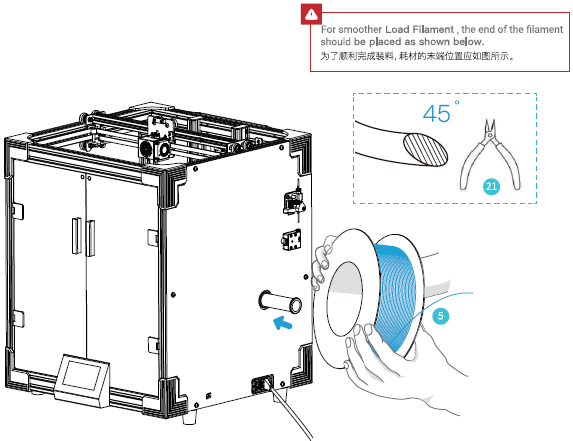 For smoother Load Filament , the end of the filament
should be placed as shown below.
为了顺利完成装料, 耗材的末端位置应如图所示。
45°
21
5